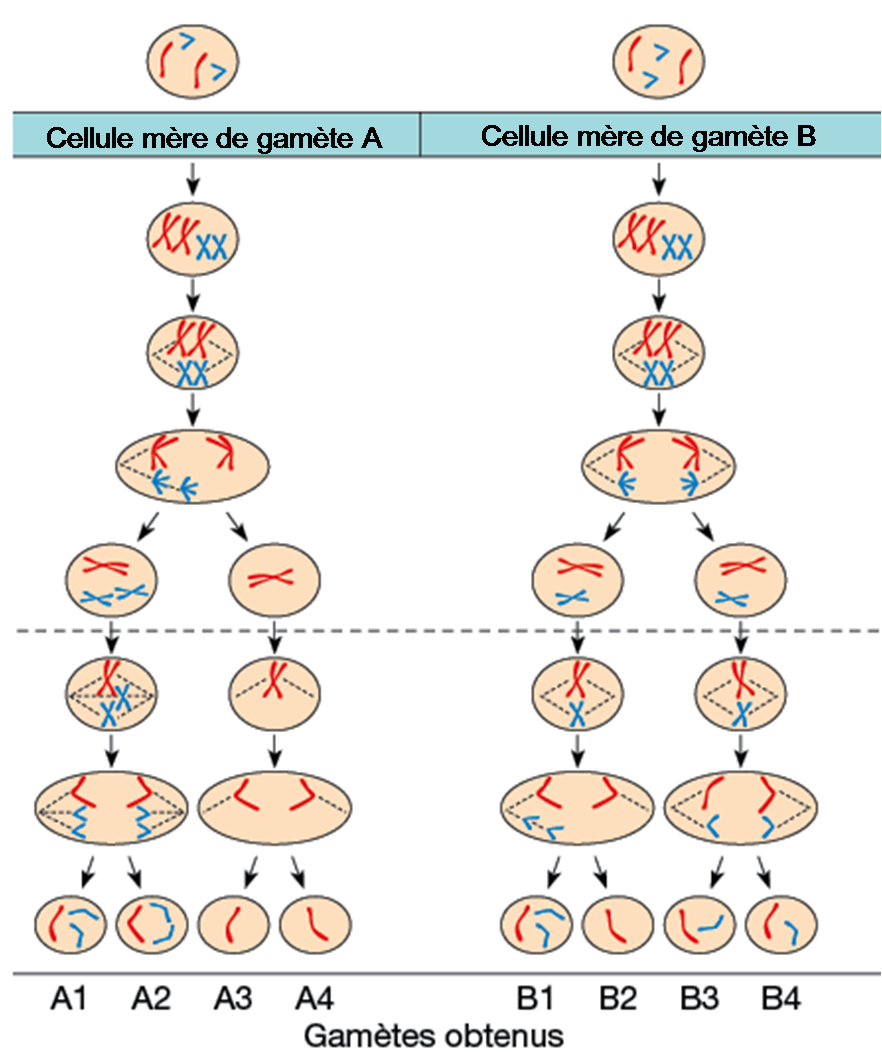 Cellule mère de gamète A
Cellule mère de gamète B
A1 A2 A3 A4 B1 B2 B3 B4
Gamètes obtenus